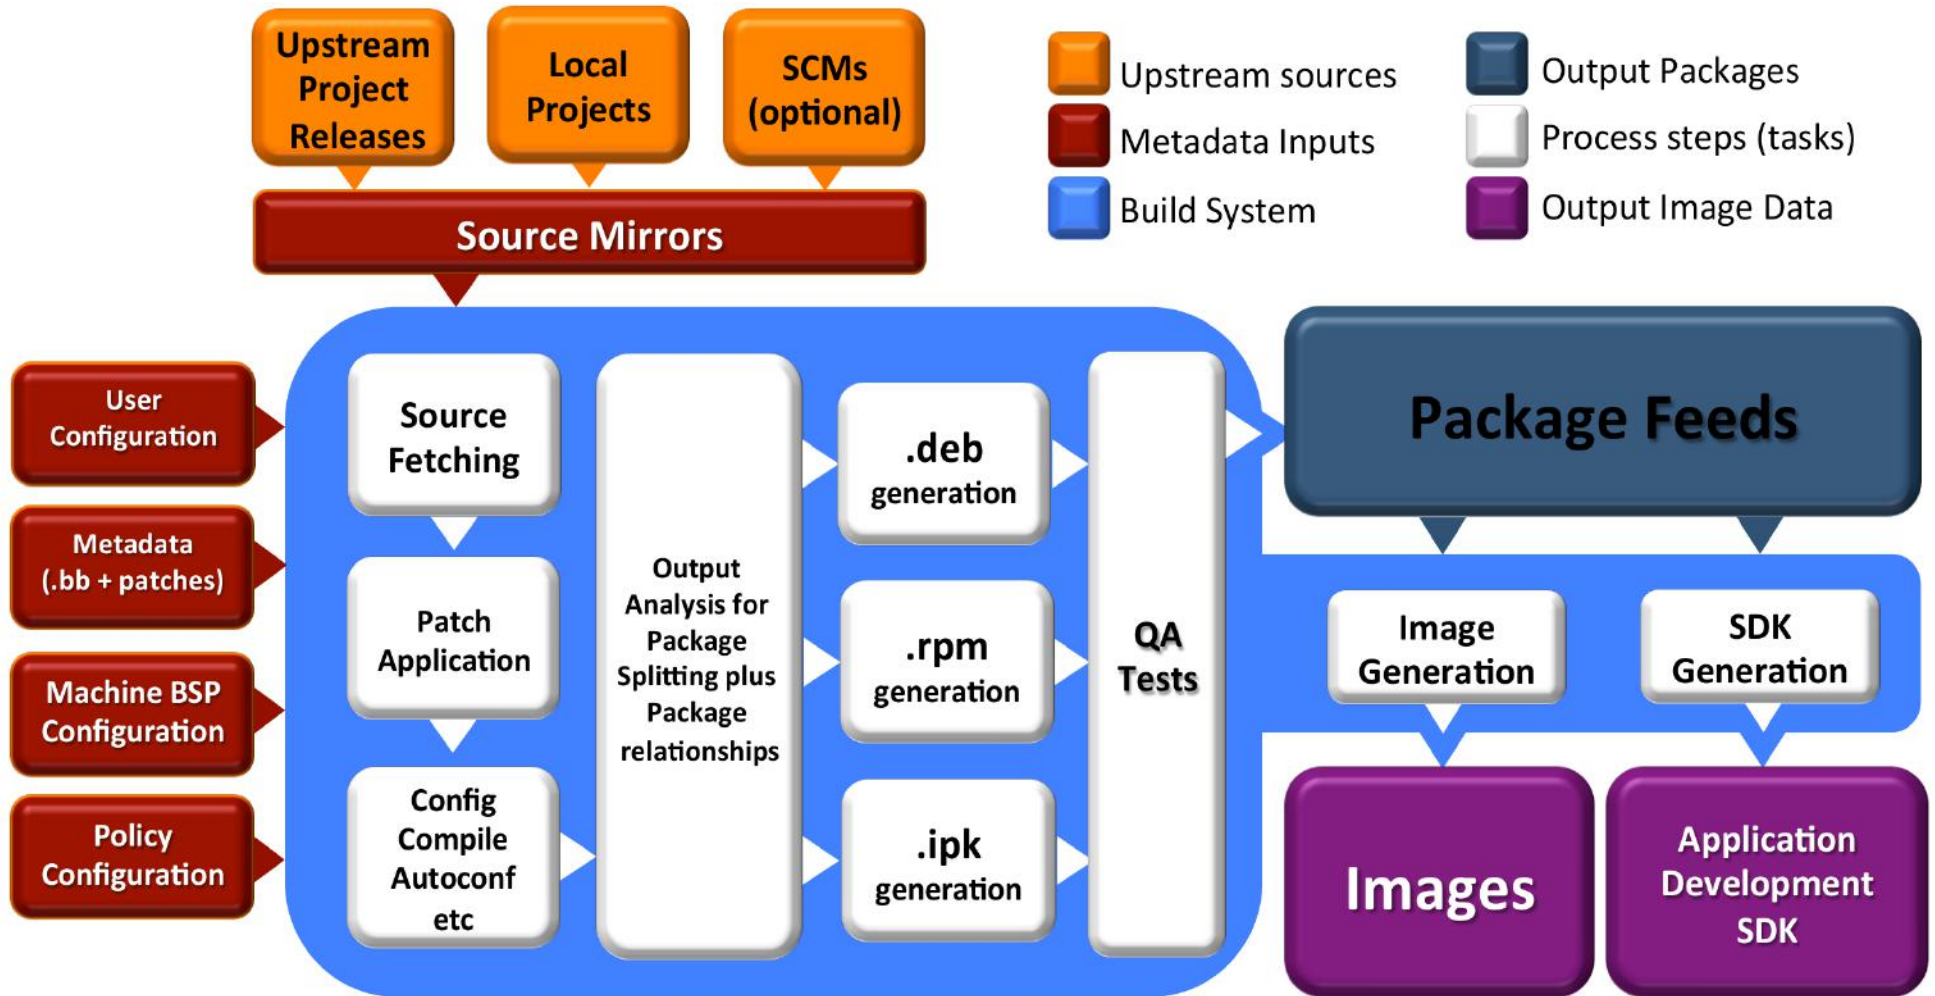 Upstream
Project
Releases
Local
Projects
SCMs
(optional)
Upstream sources
Metadata Inputs
Build System
Output Packages
Process steps (tasks)
Output Image Data
Source Mirrors
User
Configuration
Metadata
(.bb + patches)
Machine BSP
Configuration
Policy
Configuration
Source
Fetching
Patch
Application
Config
Compile
Autoconf
etc
Output
Analysis for
Package
Splitting plus
Package
relationships
.deb
generation
.rpm
generation
.ipk
generation
QA
Tests
Package Feeds
Image
Generation
SDK
Generation
Images
Application
Development
SDK